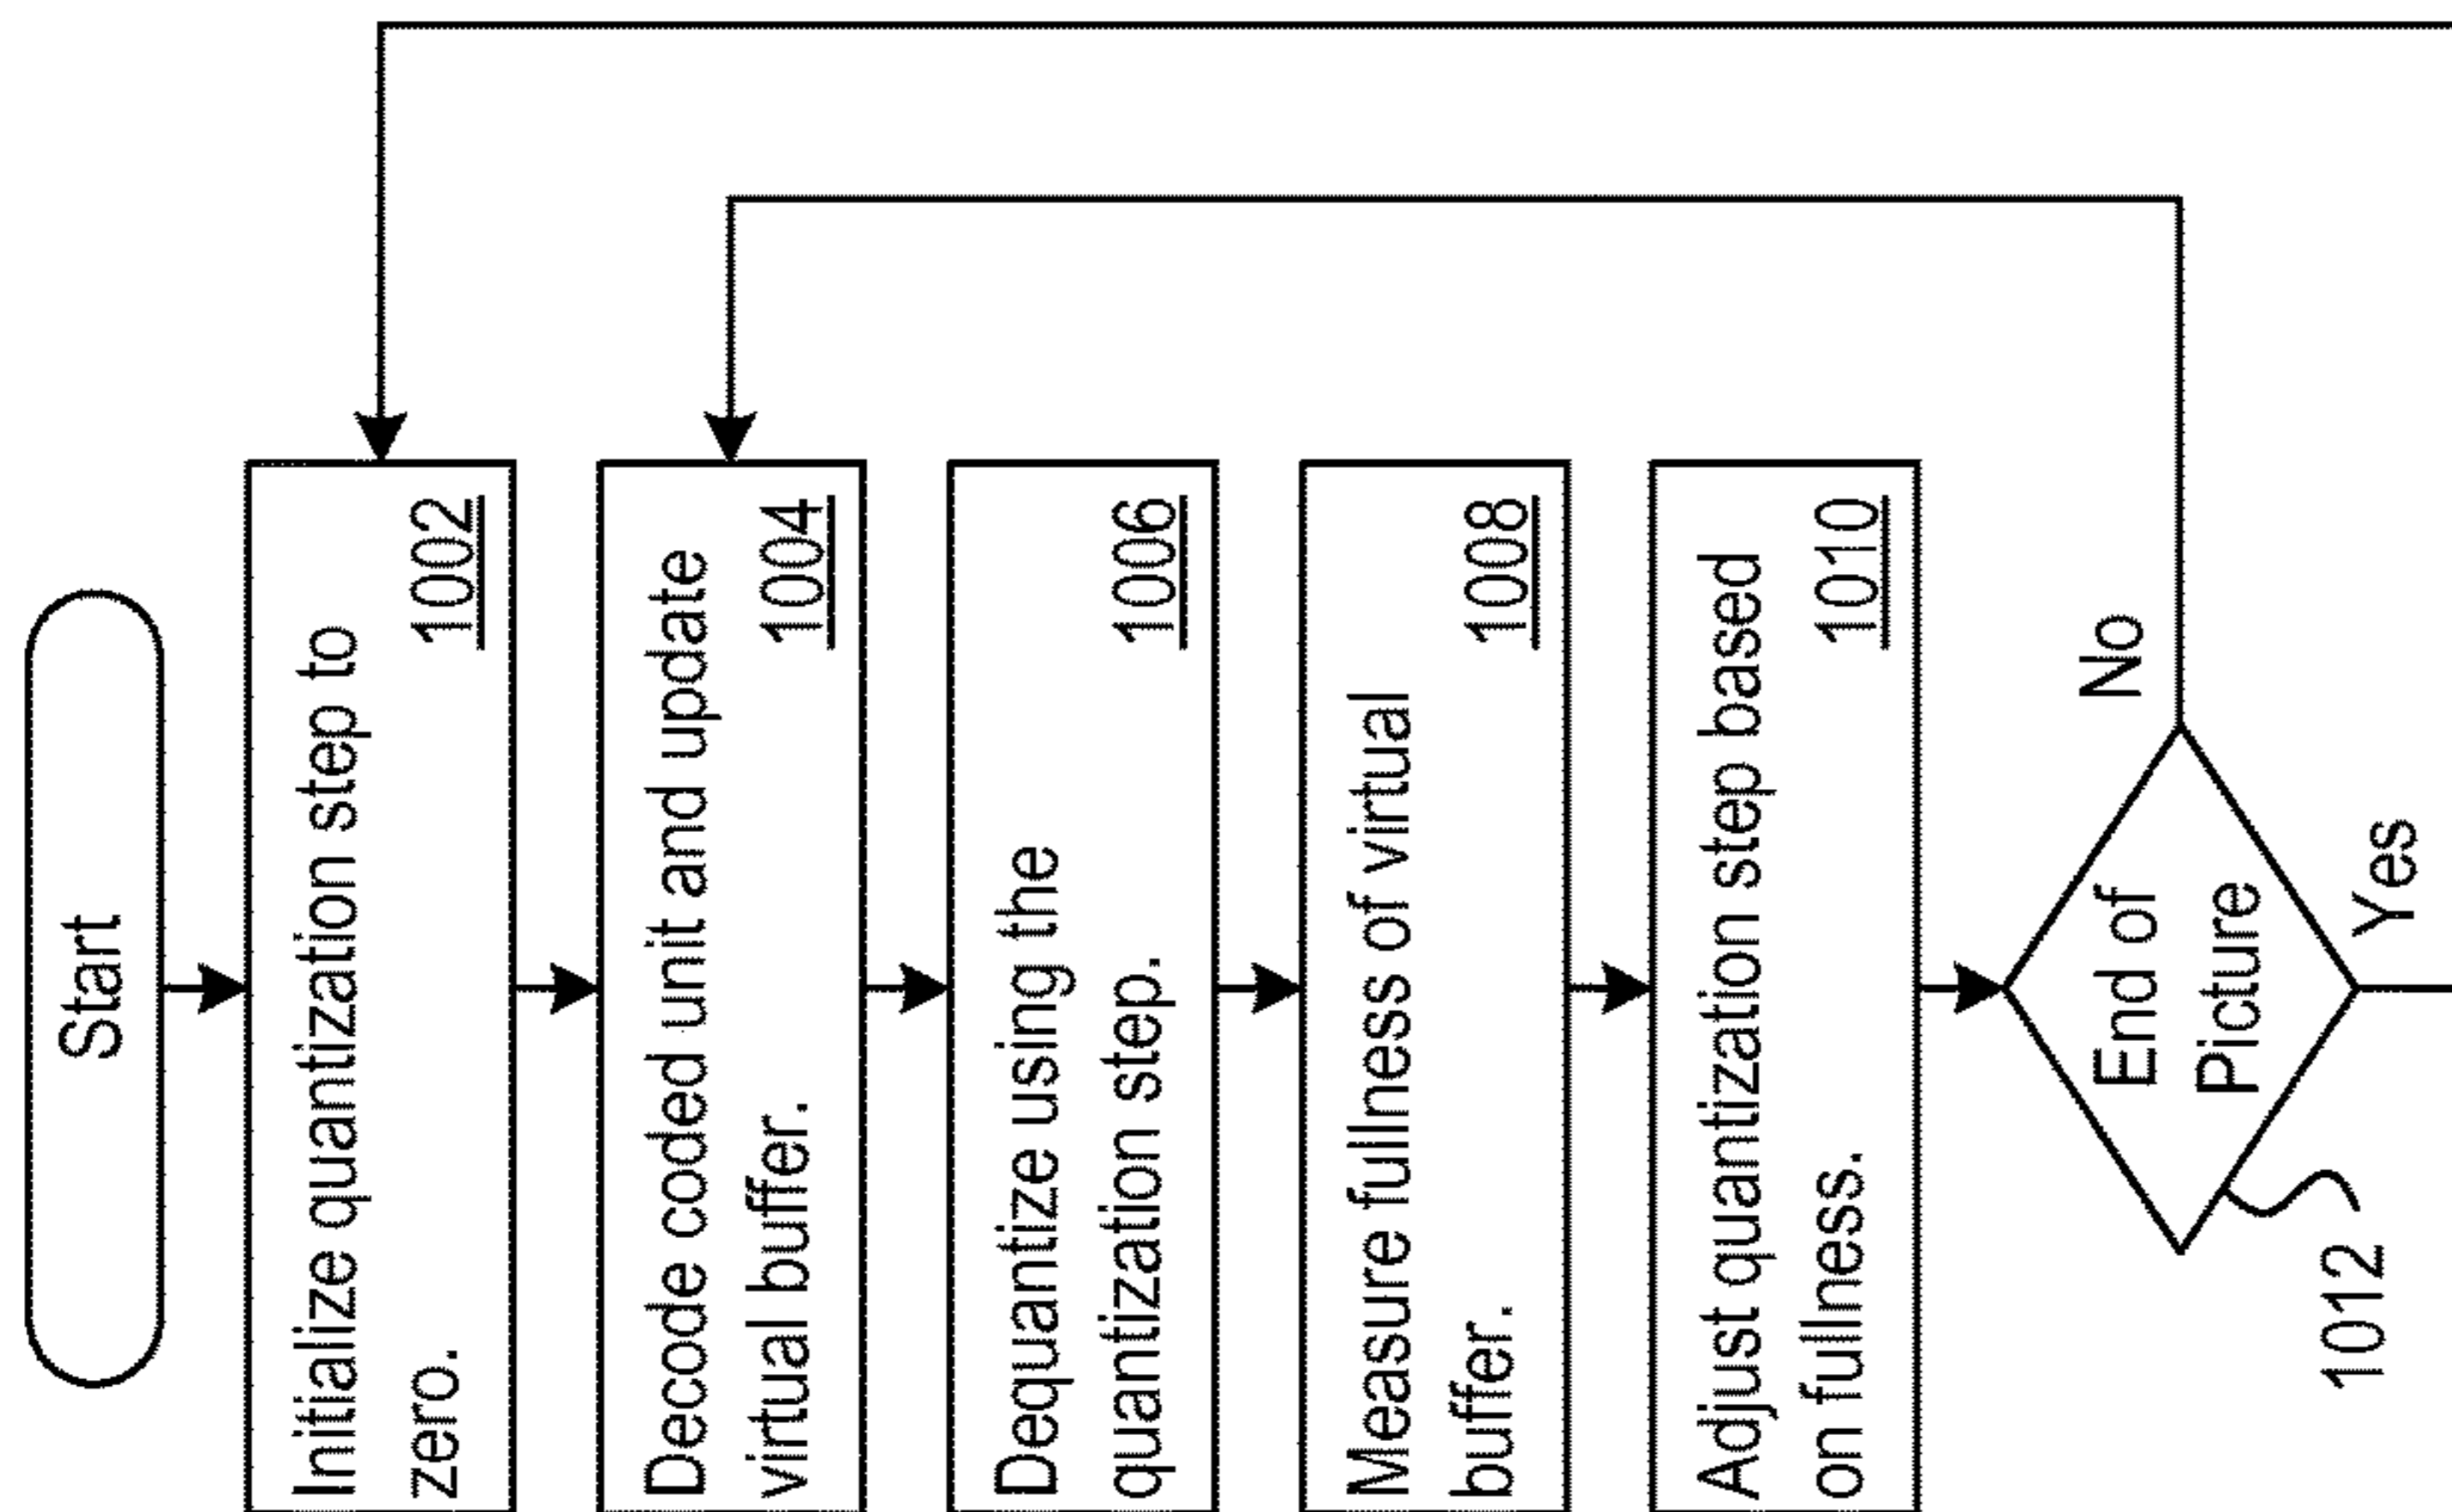 Start
Initialize quantization step to
zero.
1002
Decode coded unit and update
virtual buffer.
1004
Dequantize using the
quantization step.
1006
Measure fullness of virtual
buffer.
1008
Adjust quantization step based
on fullness.
1010
End of
Picture
No
Yes
1012